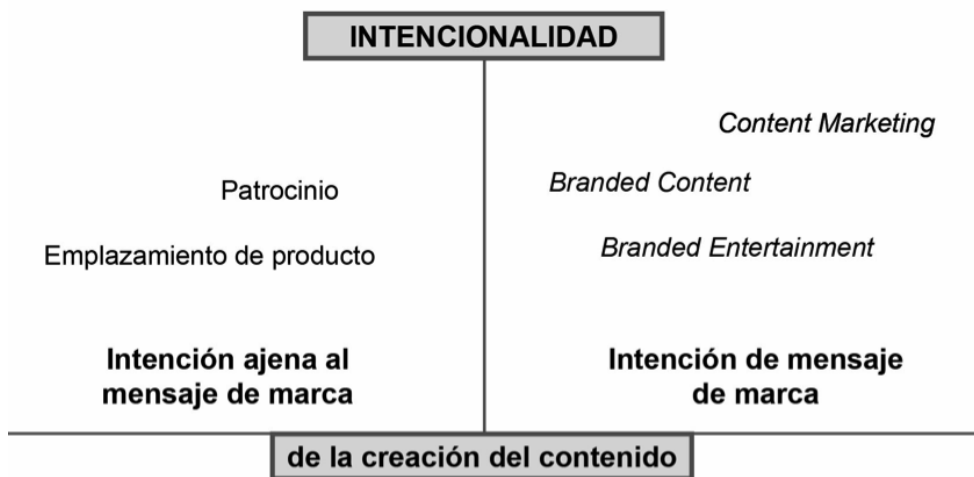 INTENCIONALIDAD
Content Marketing
Patrocinio
Branded Content
Emplazamiento de producto
Branded Entertainment
Intención ajena al
mensaje de marca
Intención de mensaje
de marca
de la creación del contenido